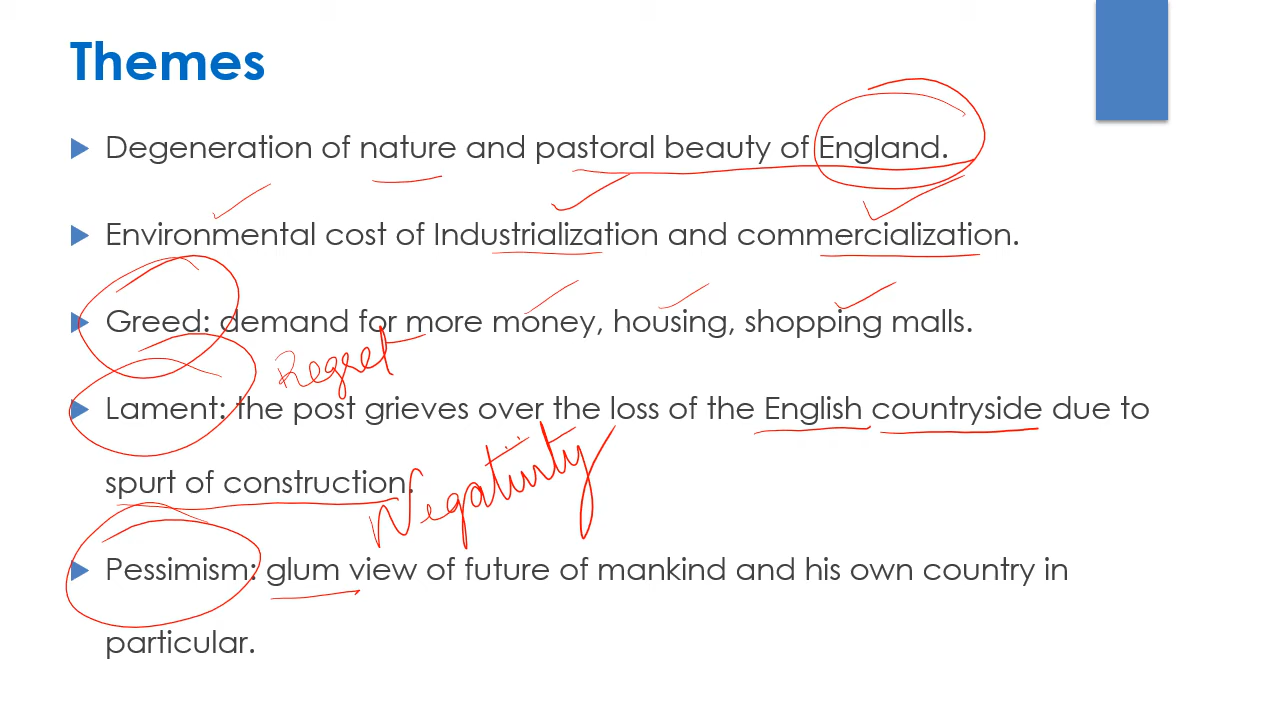 Themes
Degeneration of nature and pastoral beauty of England.
Environmental cost of Industrialization and commercialization.
Greed: demand for more money, housing, shopping malls.
Regret
Lament: the post grieves over the loss of the English countryside due to
spurt of construction.
Negativity
Pessimism: glum view of future of mankind and his own country in
particular.